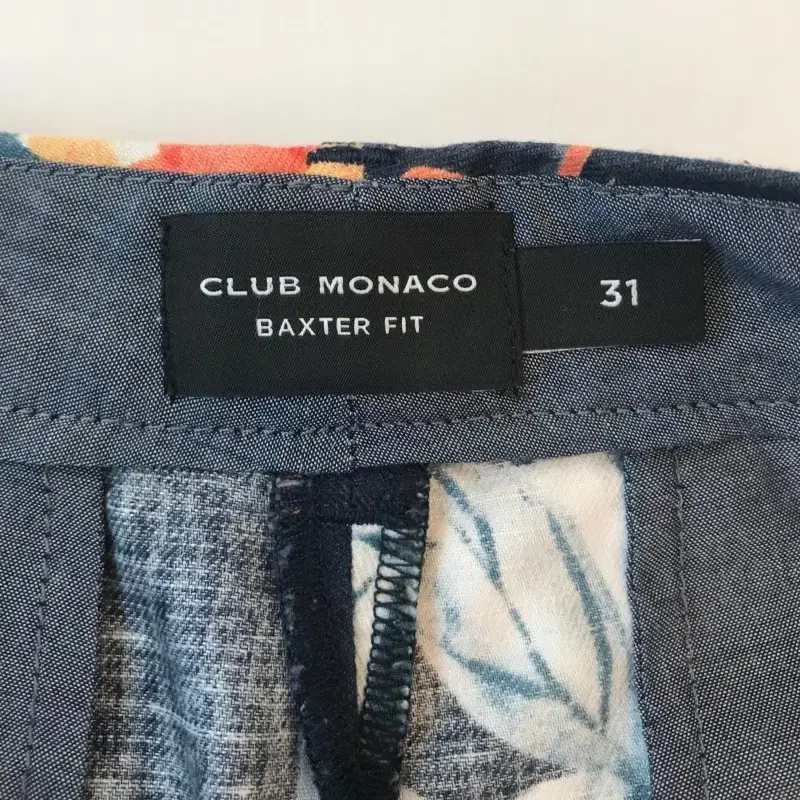 CLUB MONACO
BAXTER FIT
31